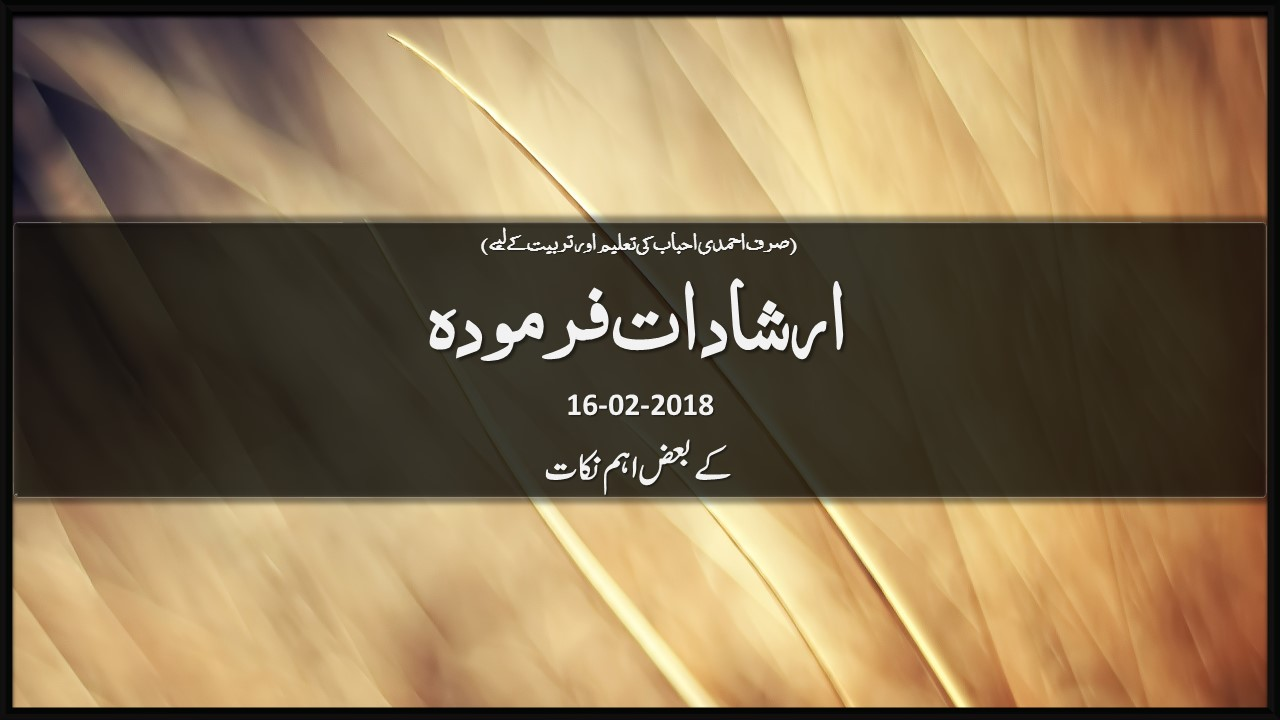 (صرف احمدی احباب کی تعلیم اور تربیت کے لیے)
ارشادات فرمودہ
16-02-2018
کے بعض اہم نکات